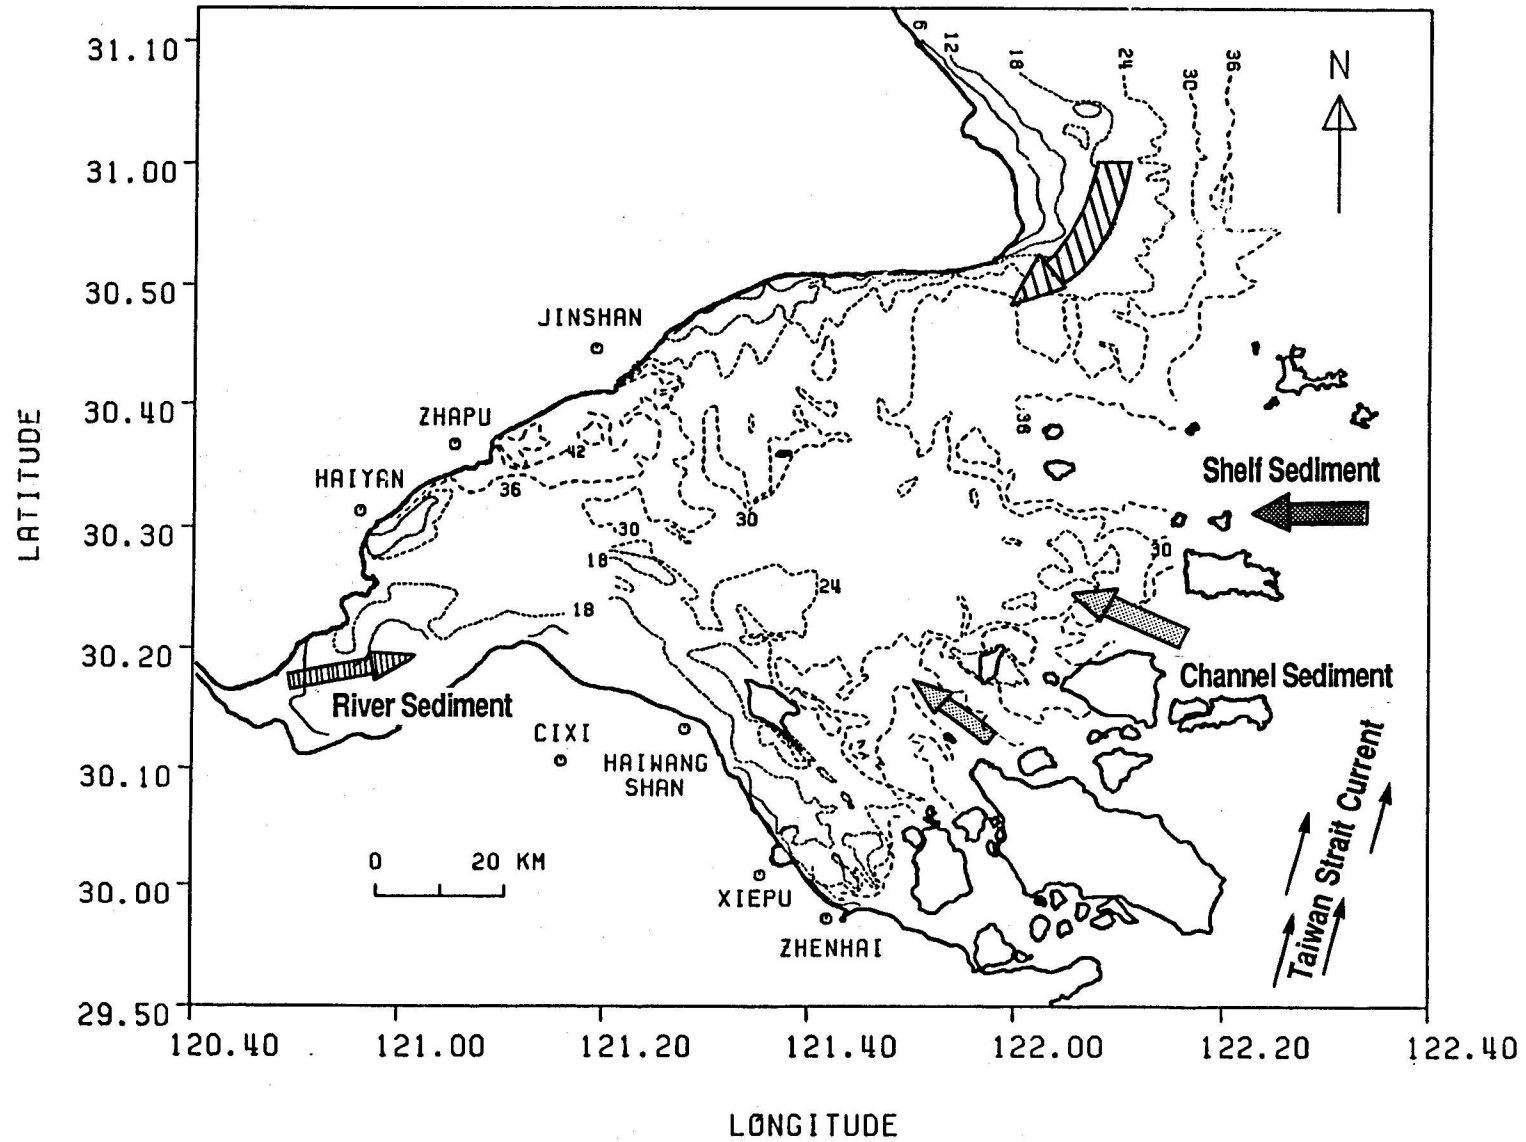 6
12
18
24
30
36
N
31.10
31.00
30.50
30.40
30.30
30.20
30.10
30.00
29.50
LATITUDE
JINSHAN
ZHAPU
HAIYAN
42
36
36
30
30
30
18
24
18
Shelf Sediment
Channel Sediment
River Sediment
CIXI
HAIWANG
SHAN
0 20 KM
XIEPU
ZHENHAI
Taiwan Strait Current
120.40 121.00 121.20 121.40 122.00 122.20 122.40
LONGITUDE